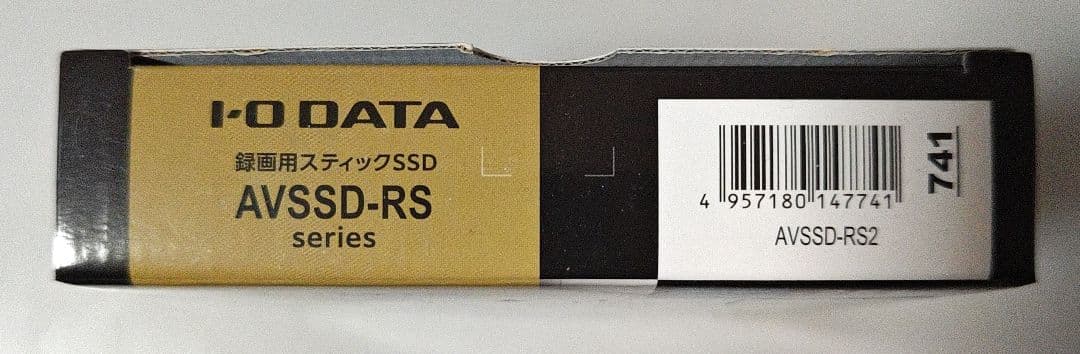 I-O DATA
録画用スティックSSD
AVSSD-RS
series
4 957180 147741
741
AVSSD-RS2